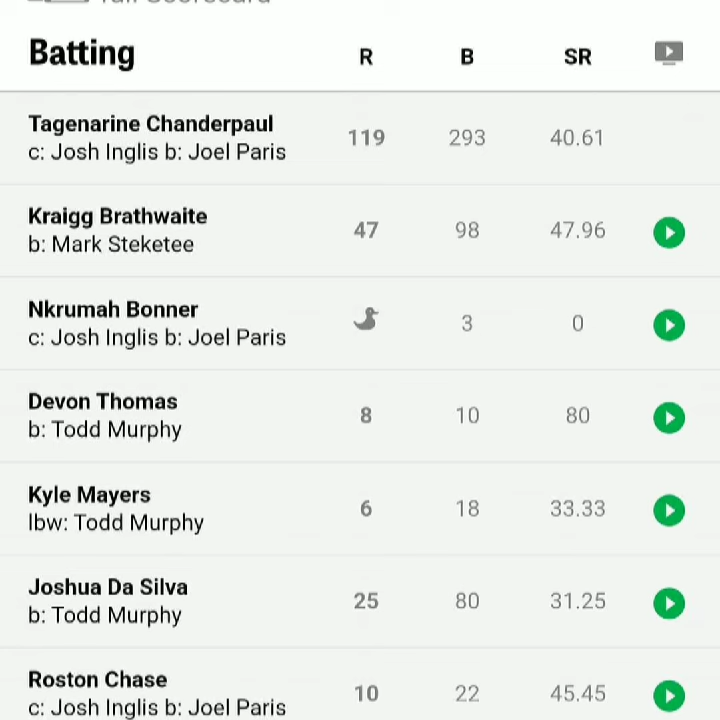 Batting R B SR
Tagenarine Chanderpaul
c: Josh Inglis b: Joel Paris
119 293 40.61
Kraigg Brathwaite
b: Mark Steketee
47 98 47.96
Nkrumah Bonner
c: Josh Inglis b: Joel Paris
3 0
Devon Thomas
b: Todd Murphy
8 10 80
Kyle Mayers
lbw: Todd Murphy
6 18 33.33
Joshua Da Silva
b: Todd Murphy
25 80 31.25
Roston Chase
c: Josh Inglis b: Joel Paris
10 22 45.45